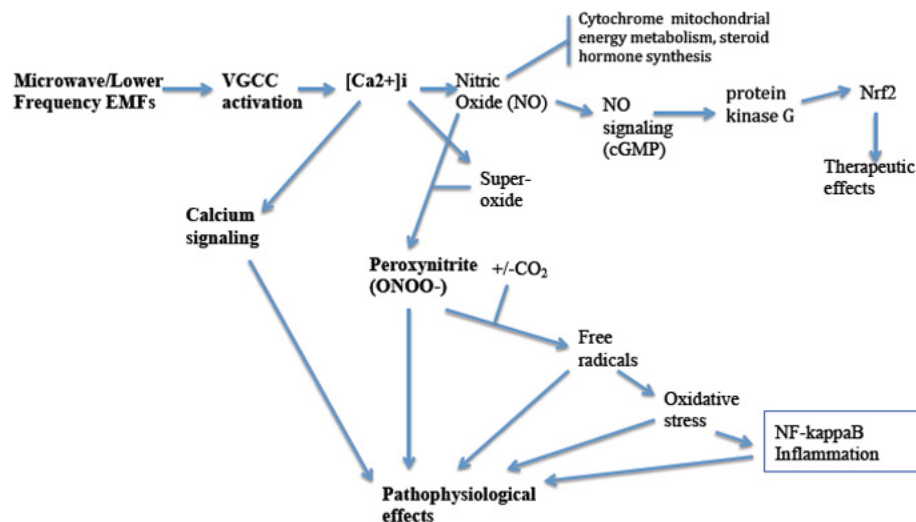 Cytochrome mitochondrial
energy metabolism, steroid
hormone synthesis
Microwave/Lower
Frequency EMFs
VGCC
activation
[Ca2+]i
Nitric
Oxide (NO)
NO
signaling
(cGMP)
protein
kinase G
Nrf2
Therapeutic
effects
Super-
oxide
Calcium
signaling
Peroxynitrite
(ONOO-)
+/-CO₂
Free
radicals
Oxidative
stress
NF-kappaB
Inflammation
Pathophysiological
effects